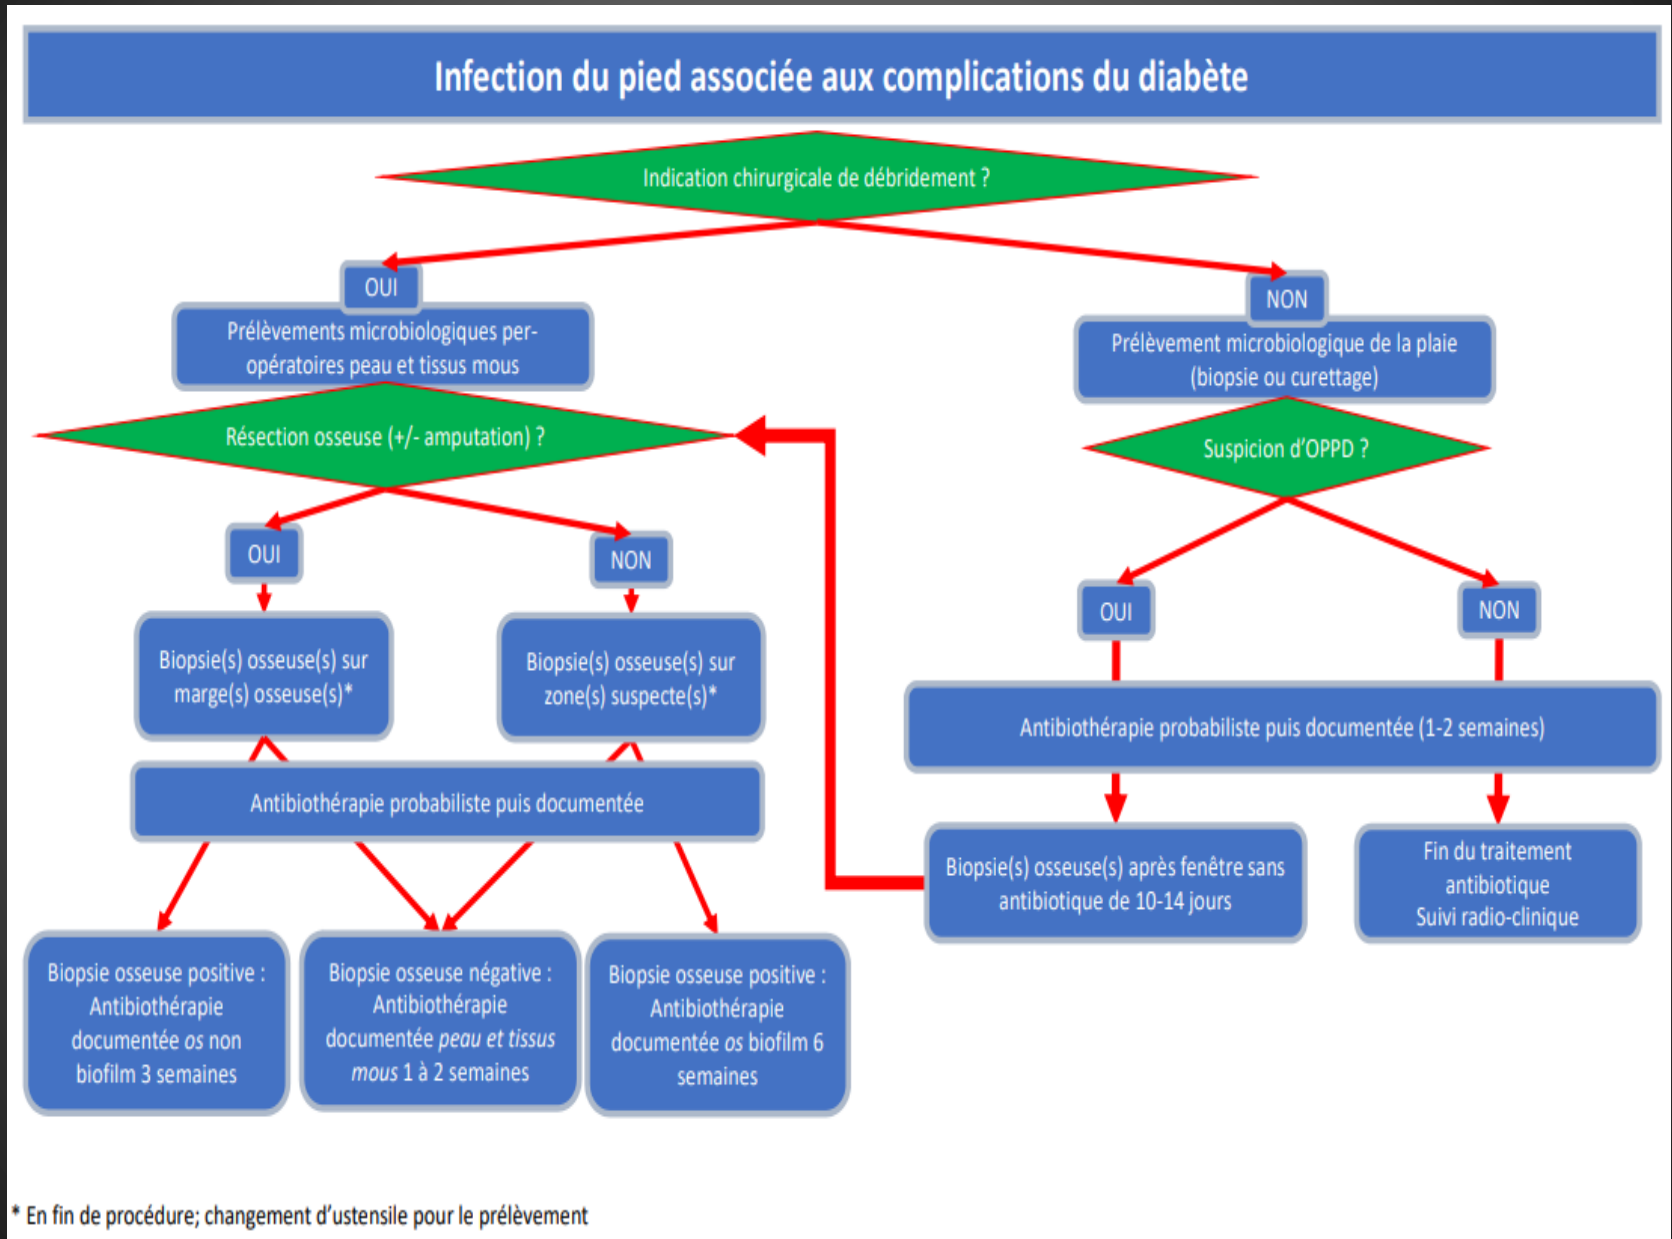 Infection du pied associée aux complications du diabète
Indication chirurgicale de débridement ?
OUI
Prélèvements microbiologiques per-
opératoires peau et tissus mous
NON
Prélèvement microbiologique de la plaie
(biopsie ou curettage)
Résection osseuse (+/- amputation) ?
Suspicion d'OPPD ?
OUI
NON
OUI
NON
Biopsie(s) osseuse(s) sur
marge(s) osseuse(s)*
Biopsie(s) osseuse(s) sur
zone(s) suspecte(s)*
Antibiothérapie probabiliste puis documentée (1-2 semaines)
Antibiothérapie probabiliste puis documentée
Biopsie(s) osseuse(s) après fenêtre sans
antibiotique de 10-14 jours
Fin du traitement
antibiotique
Suivi radio-clinique
Biopsie osseuse positive :
Antibiothérapie
documentée os non
biofilm 3 semaines
Biopsie osseuse négative :
Antibiothérapie
documentée peau et tissus
mous 1 à 2 semaines
Biopsie osseuse positive :
Antibiothérapie
documentée os biofilm 6
semaines
* En fin de procédure; changement d'ustensile pour le prélèvement